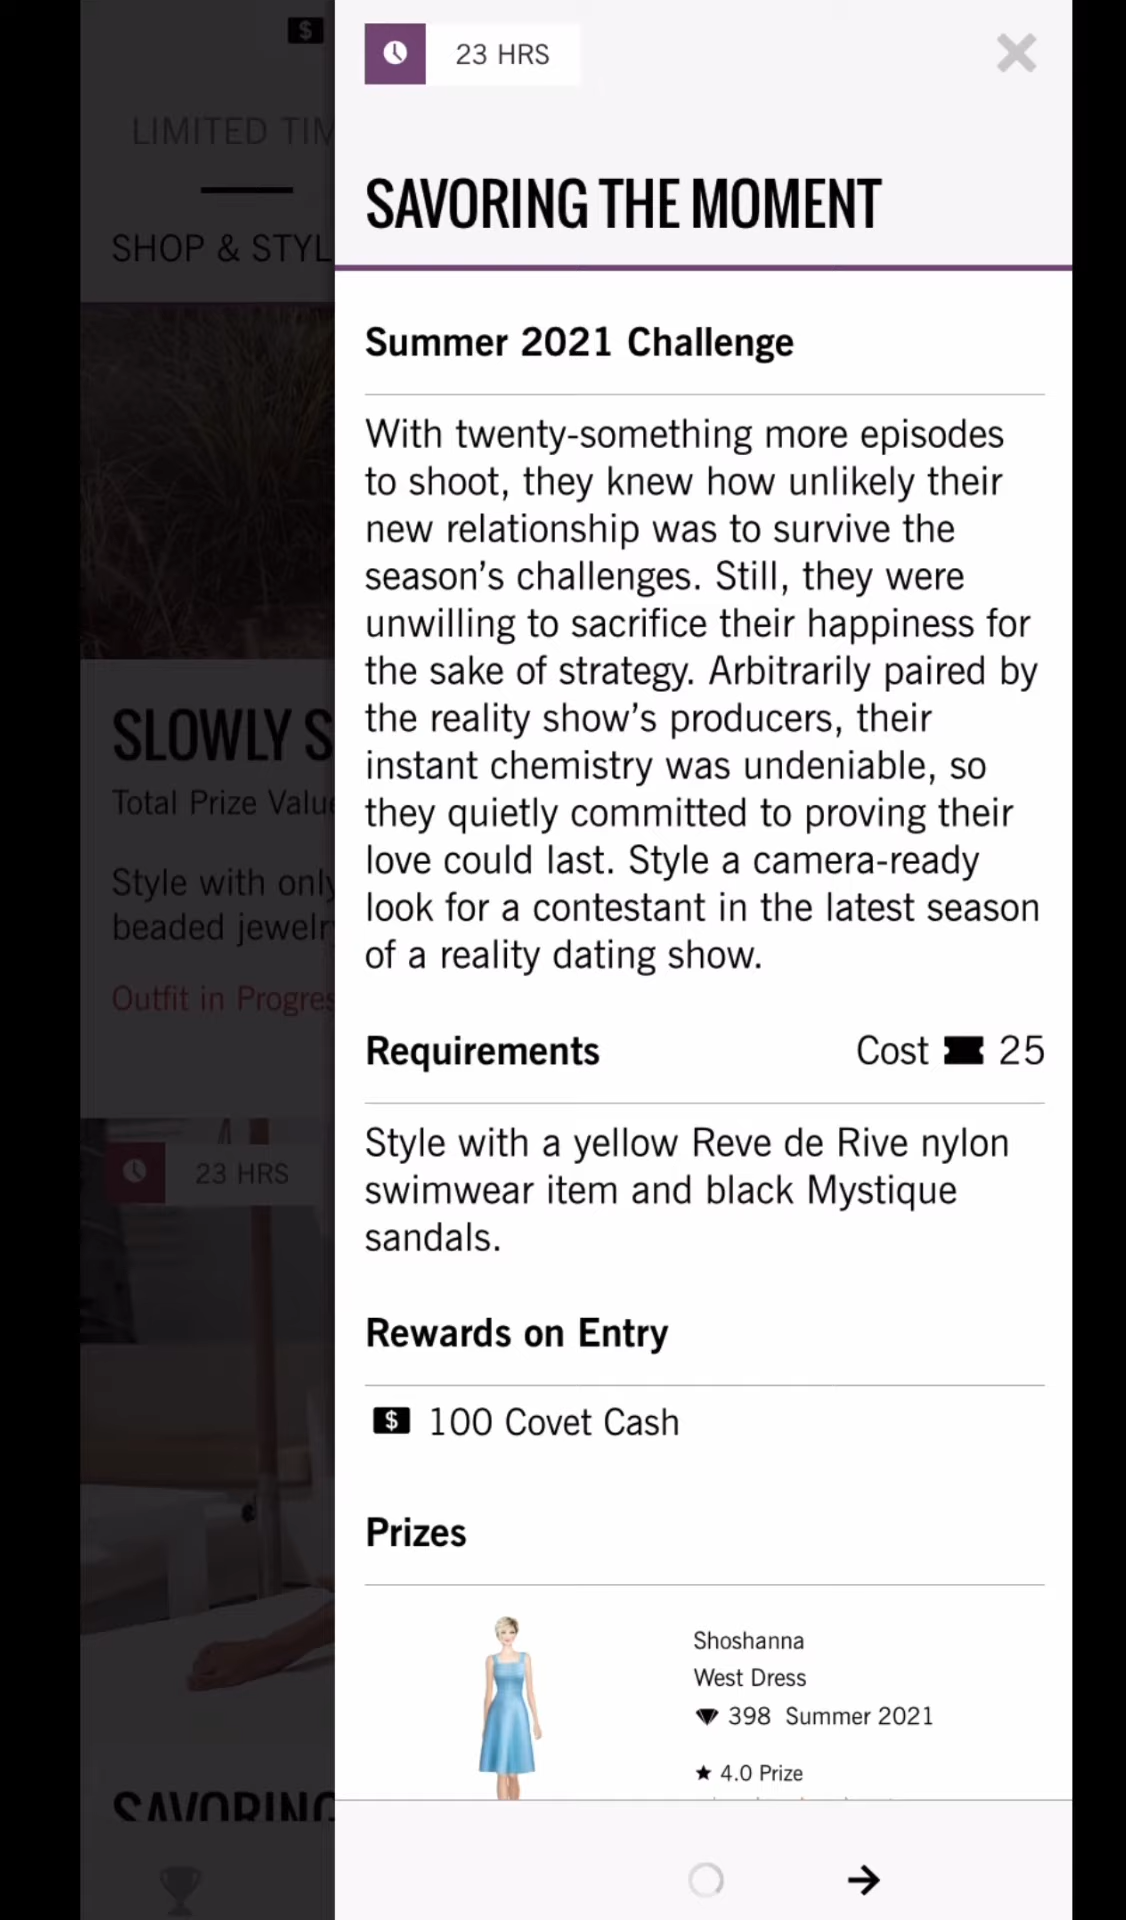 $
LIMITED TIM
SHOP & STYL
SLOWLY S
Total Prize Value
Style with only
beaded jewelr
Outfit in Progres
23 HRS
SAVORING
23 HRS
SAVORING THE MOMENT
Summer 2021 Challenge
With twenty-something more episodes
to shoot, they knew how unlikely their
new relationship was to survive the
season's challenges. Still, they were
unwilling to sacrifice their happiness for
the sake of strategy. Arbitrarily paired by
the reality show's producers, their
instant chemistry was undeniable, so
they quietly committed to proving their
love could last. Style a camera-ready
look for a contestant in the latest season
of a reality dating show.
Requirements Cost 25
Style with a yellow Reve de Rive nylon
swimwear item and black Mystique
sandals.
Rewards on Entry
$ 100 Covet Cash
Prizes
Shoshanna
West Dress
398 Summer 2021
4.0 Prize